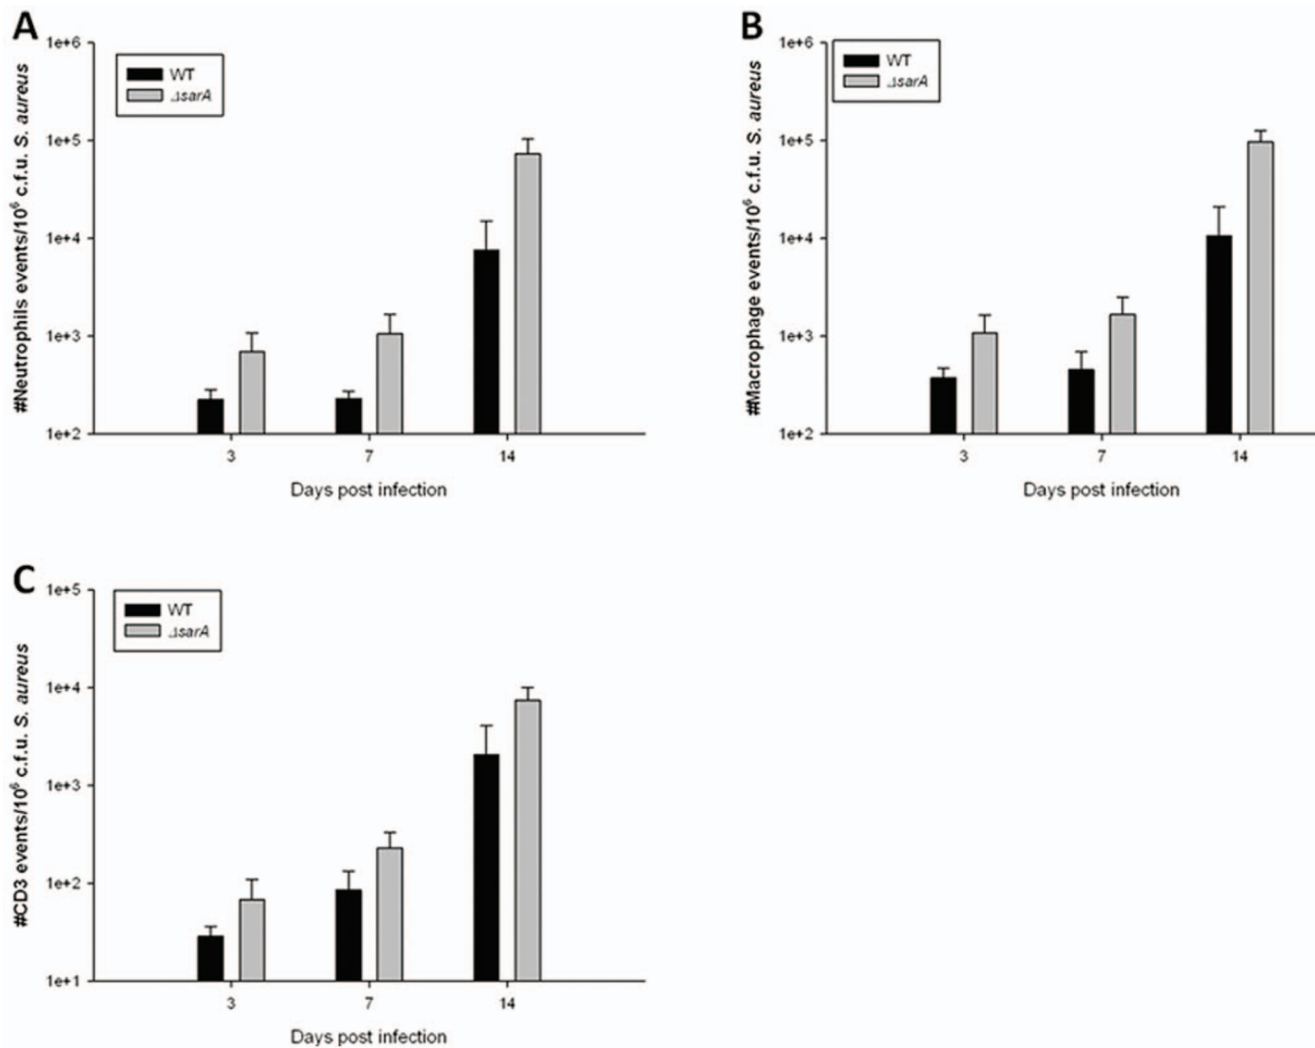 A
#Neutrophils events/10⁶ c.f.u. S. aureus
1e+6
1e+5
1e+4
1e+3
1e+2
WT
ΔsarA
3 7 14
Days post infection
B
#Macrophage events/10⁶ c.f.u. S. aureus
1e+6
1e+5
1e+4
1e+3
1e+2
WT
ΔsarA
3 7 14
Days post infection
C
#CD3 events/10⁶ c.f.u. S. aureus
1e+5
1e+4
1e+3
1e+2
1e+1
WT
ΔsarA
3 7 14
Days post infection